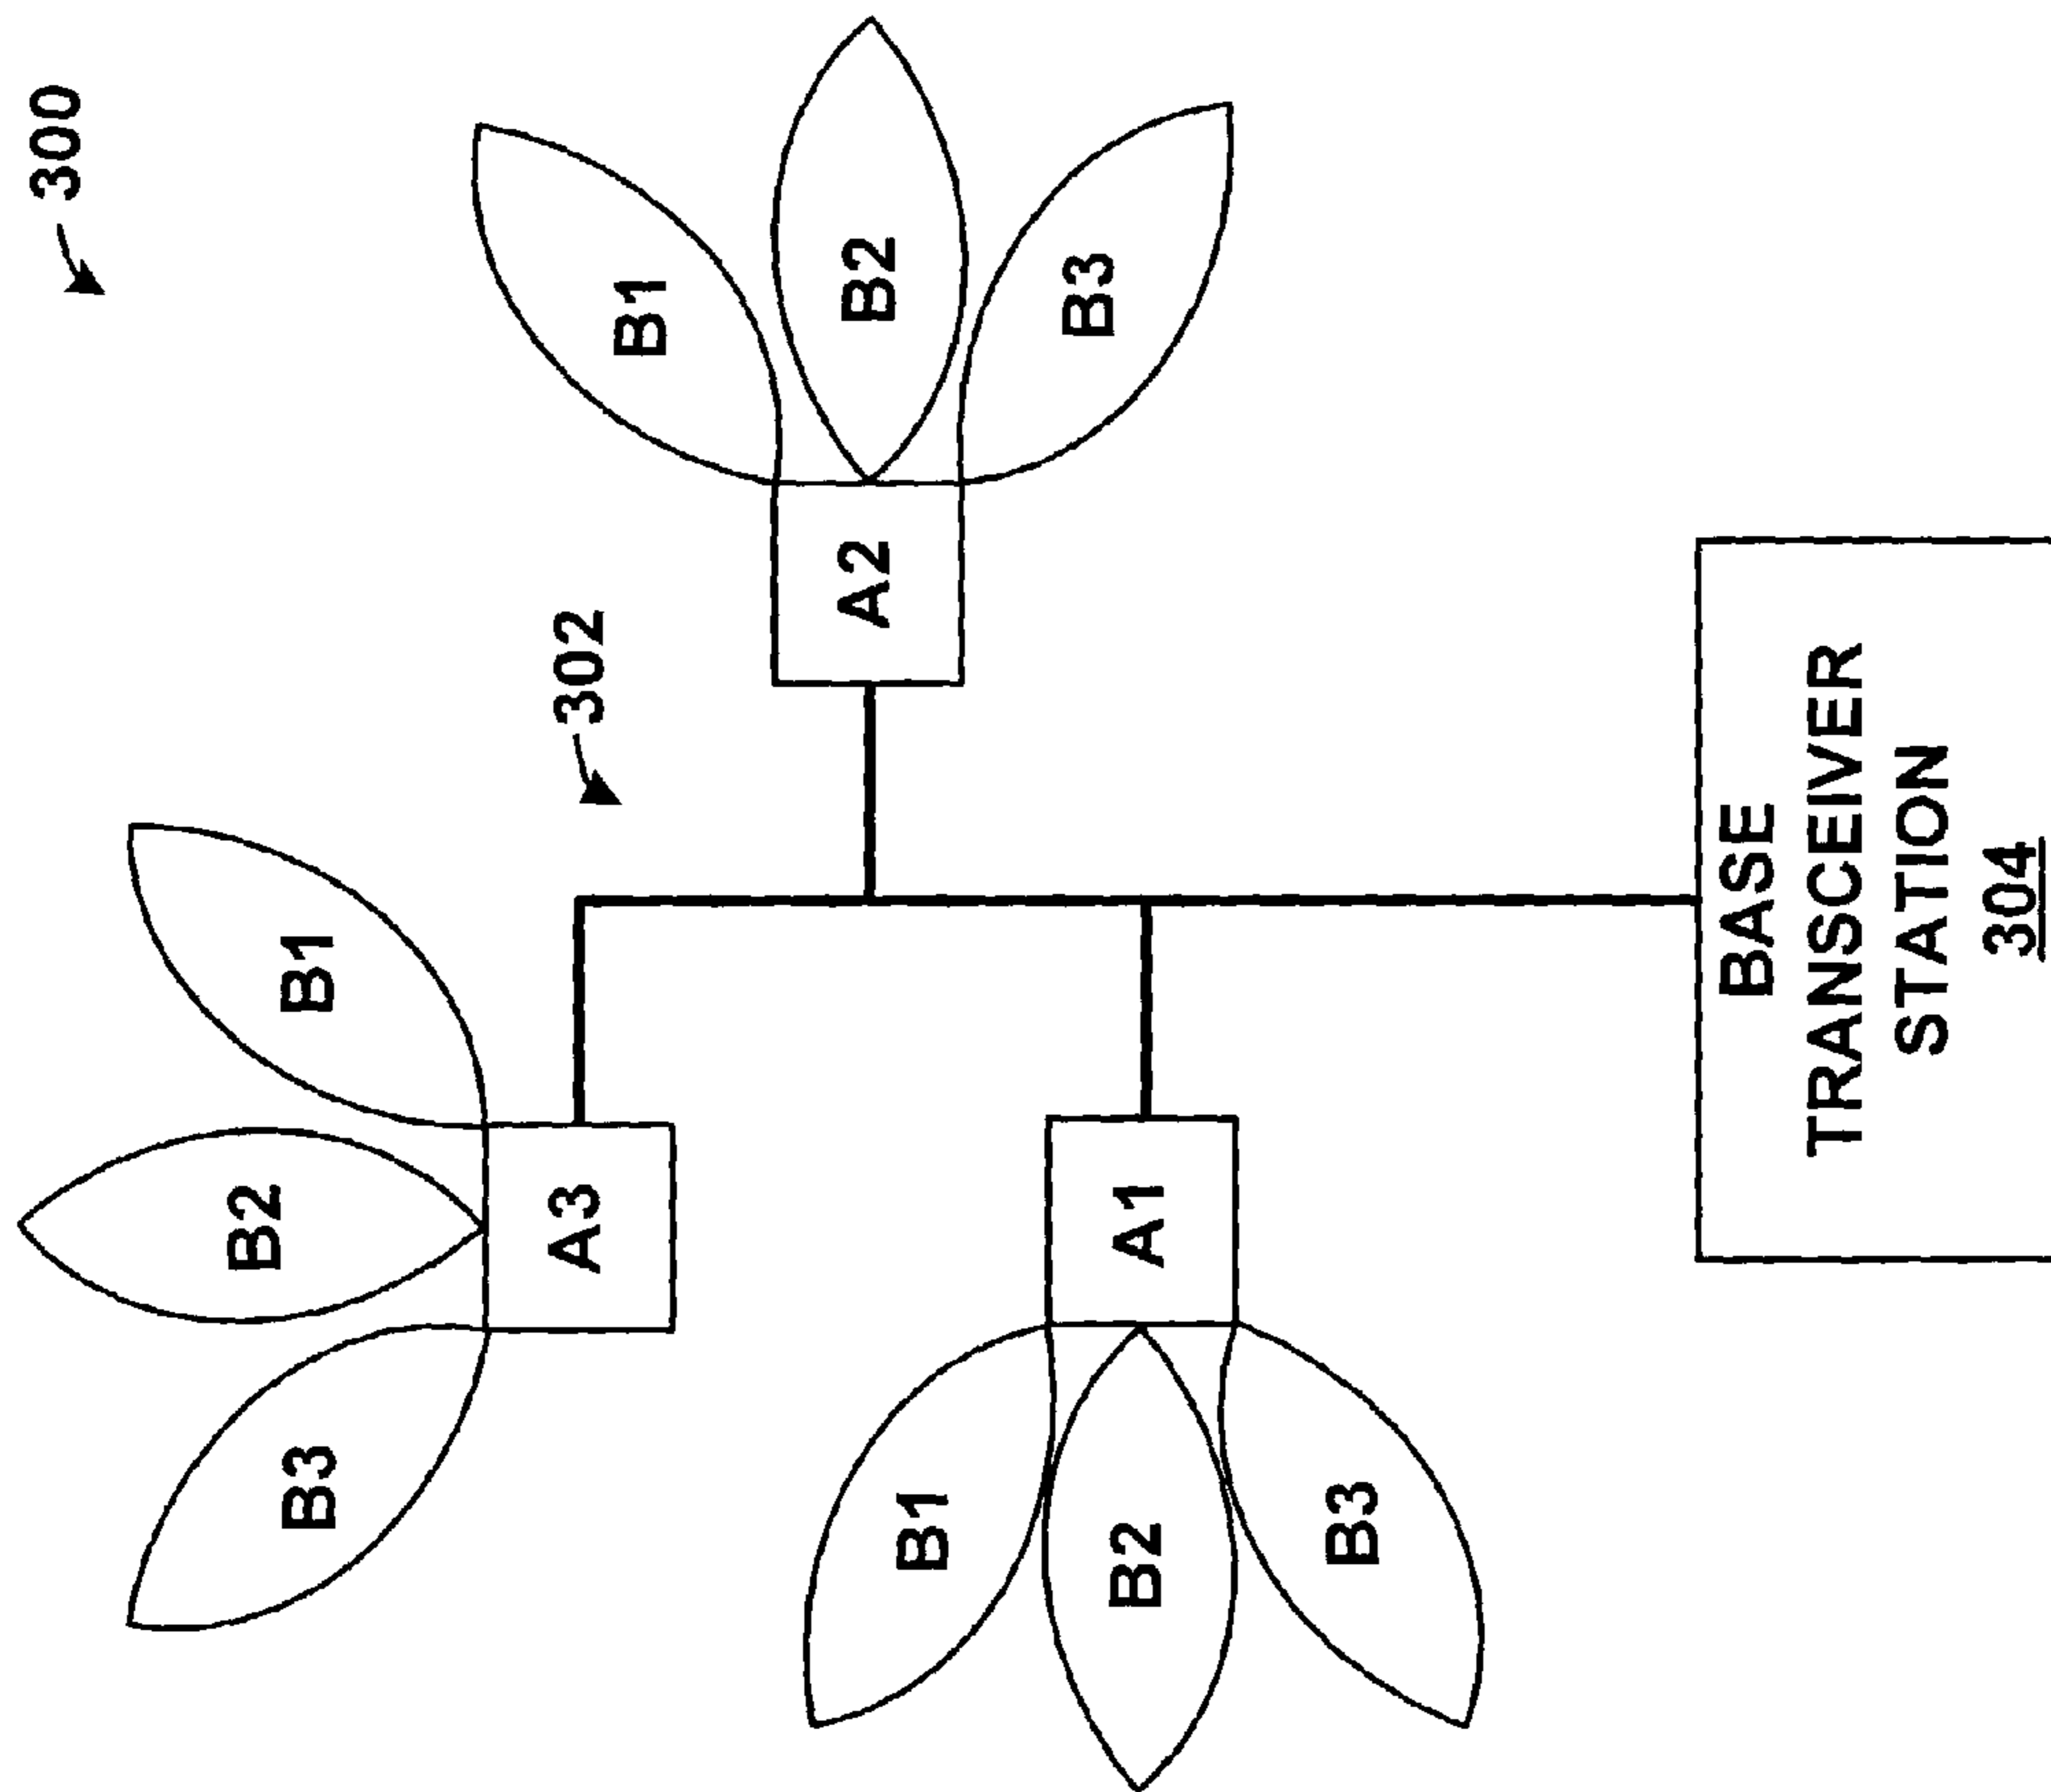 300
B2
B3
B1
A3
302
B1
A2
B2
B1
B3
B2
A1
B3
BASE
TRANSCEIVER
STATION
304